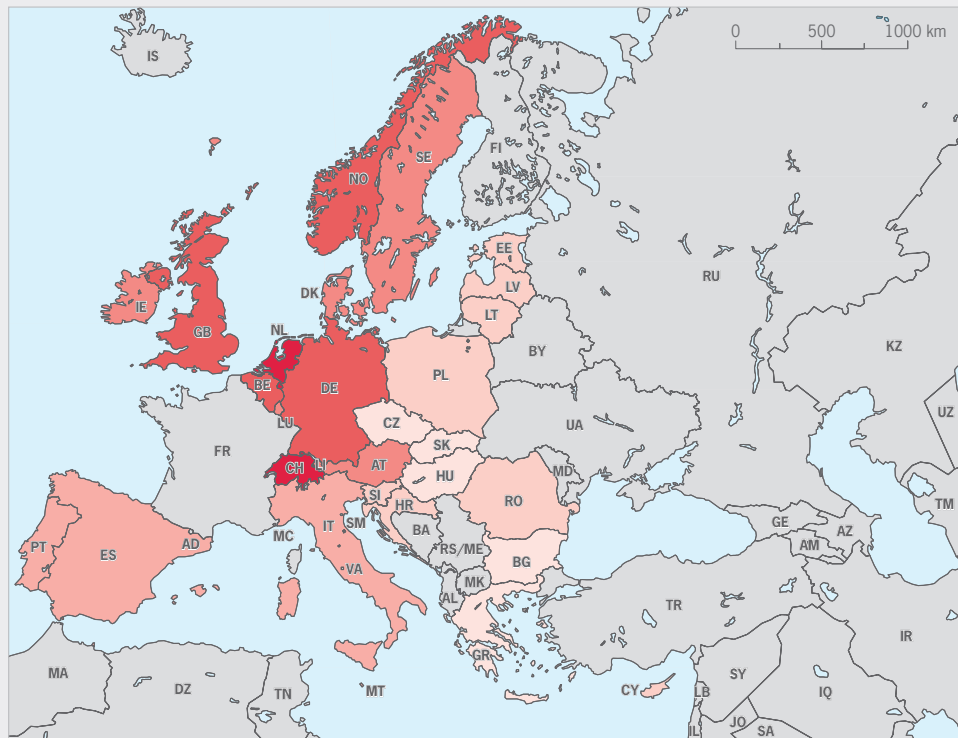 0 500 1000 km
IS
FI
SE
NO
EE
RU
LV
DK
IE
LT
NL
GB
KZ
BY
PL
BE
DE
UZ
LU
CZ
UA
SK
FR
CH
LI
AT
MD
HU
SI
RO
TM
HR
SM
IT
GE
BA
AZ
MC
AD
PT
AM
RS/ME
ES
BG
VA
MK
AL
TR
IR
GR
MA
SY
DZ
CY
MT
TN
LB
IQ
JO
IL
SA